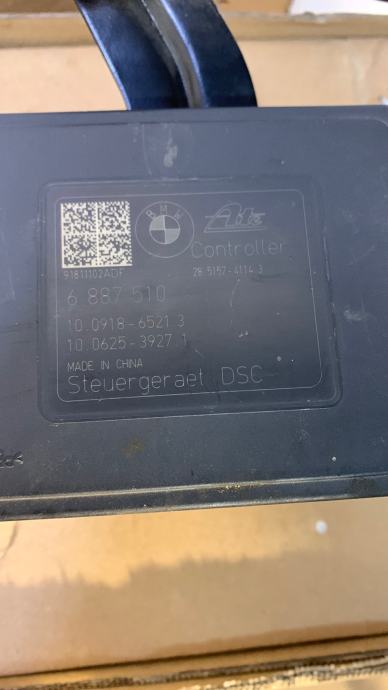 BMW
Ate
Controller
91811102ADF
28.5157-4114.3
6 887 510
10.0918-6521.3
10.0625-3927.1
MADE IN CHINA
Steuergeraet DSC